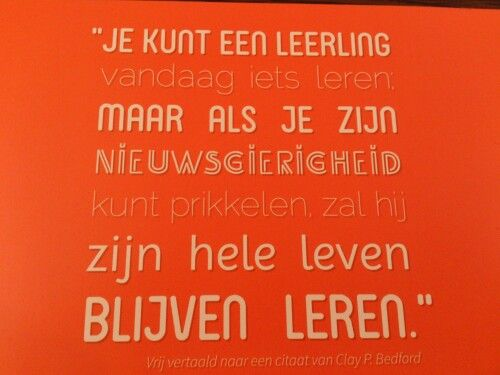 "JE KUNT EEN LEERLING
vandaag iets leren;
MAAR ALS JE ZIJN
NIEUWSGIERIGHEID
kunt prikkelen, zal hij
zijn hele leven
BLIJVEN LEREN."
Vrij vertaald naar een citaat van Clay P. Bedford